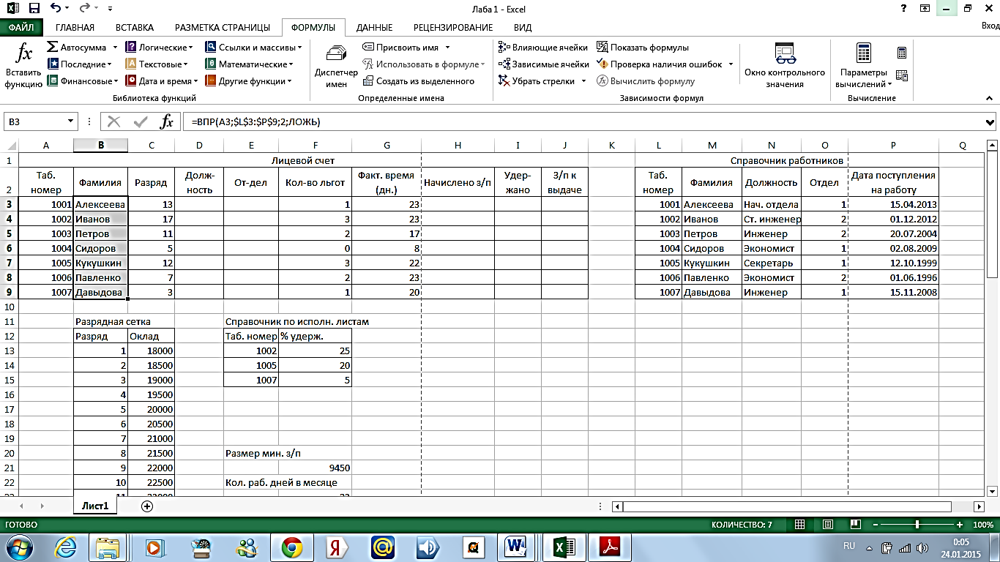 Лаба1 - Excel
ФАЙЛ ГЛАВНАЯ ВСТАВКА РАЗМЕТКА СТРАНИЦЫ ФОРМУЛЫ ДАННЫЕ РЕЦЕНЗИРОВАНИЕ ВИД Вход
fx Вставить функцию
Σ Автосумма
Последние
Финансовые
Логические
Текстовые
Дата и время
Ссылки и массивы
Математические
Другие функции
Библиотека функций
Диспетчер имен
Присвоить имя
Использовать в формуле
Создать из выделенного
Определенные имена
Влияющие ячейки
Зависимые ячейки
Убрать стрелки
Показать формулы
Проверка наличия ошибок
Вычислить формулу
Зависимости формул
Окно контрольного значения
Параметры вычислений
Вычисление
B3 fx =ВПР(A3;$L$3:$P$9;2;ЛОЖЬ)
A B C D E F G H I J K L M N O P Q
1 Лицевой счет Справочник работников
2 Таб. номер Фамилия Разряд Долж-ность От-дел Кол-во льгот Факт. время (дн.) Начислено з/п Удер-жано З/п к выдаче Таб. номер Фамилия Должность Отдел Дата поступления на работу
3 1001 Алексеева 13 1 23 1001 Алексеева Нач. отдела 1 15.04.2013
4 1002 Иванов 17 3 23 1002 Иванов Ст. инженер 2 01.12.2012
5 1003 Петров 11 2 17 1003 Петров Инженер 2 20.07.2004
6 1004 Сидоров 5 0 8 1004 Сидоров Экономист 1 02.08.2009
7 1005 Кукушкин 12 3 22 1005 Кукушкин Секретарь 1 12.10.1999
8 1006 Павленко 7 2 23 1006 Павленко Экономист 2 01.06.1996
9 1007 Давыдова 3 1 20 1007 Давыдова Инженер 1 15.11.2008
10
11 Разрядная сетка Справочник по исполн. листам
12 Разряд Оклад Таб. номер % удерж.
13 1 18000 1002 25
14 2 18500 1005 20
15 3 19000 1007 5
16 4 19500
17 5 20000
18 6 20500
19 7 21000
20 8 21500 Размер мин. з/п
21 9 22000 9450
22 10 22500 Кол. раб. дней в месяце
Лист1
ГОТОВО КОЛИЧЕСТВО: 7 100%
RU 0:05
24.01.2015